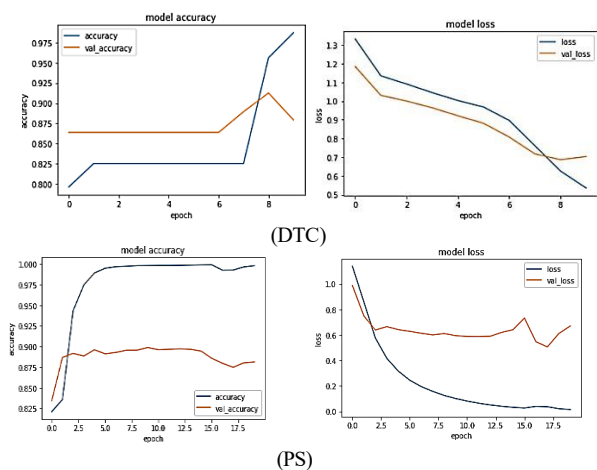 model accuracy
accuracy
val_accuracy
0.975
0.950
0.925
0.900
0.875
0.850
0.825
0.800
accuracy
0 2 4 6 8
epoch
model loss
loss
val_loss
1.3
1.2
1.1
1.0
0.9
0.8
0.7
0.6
0.5
loss
0 2 4 6 8
epoch
(DTC)
model accuracy
1.000
0.975
0.950
0.925
0.900
0.875
0.850
0.825
accuracy
accuracy
val_accuracy
0.0 2.5 5.0 7.5 10.0 12.5 15.0 17.5
epoch
model loss
loss
val_loss
1.0
0.8
0.6
0.4
0.2
0.0
loss
0.0 2.5 5.0 7.5 10.0 12.5 15.0 17.5
epoch
(PS)